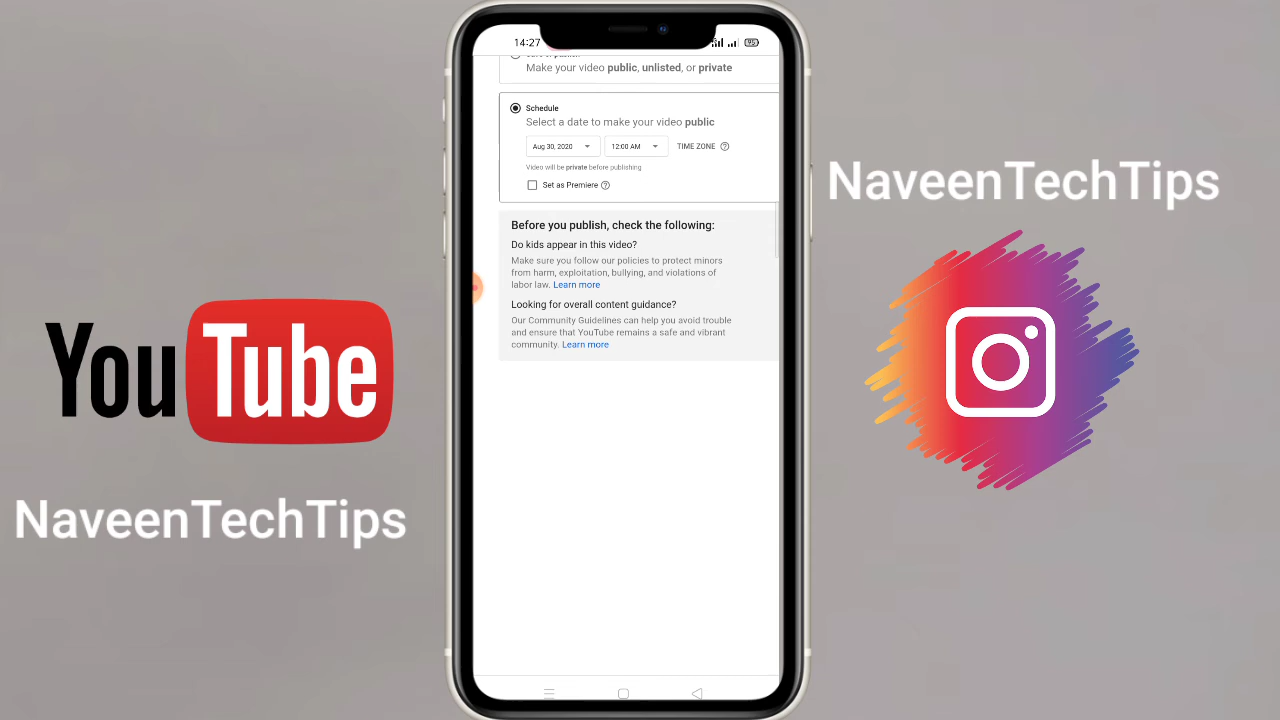 14:27
Make your video public, unlisted, or private
Schedule
Select a date to make your video public
Aug 30, 2020 12:00 AM TIME ZONE
Video will be private before publishing
Set as Premiere
Before you publish, check the following:
Do kids appear in this video?
Make sure you follow our policies to protect minors
from harm, exploitation, bullying, and violations of
labor law. Learn more
Looking for overall content guidance?
Our Community Guidelines can help you avoid trouble
and ensure that YouTube remains a safe and vibrant
community. Learn more
YouTube
NaveenTechTips
NaveenTechTips